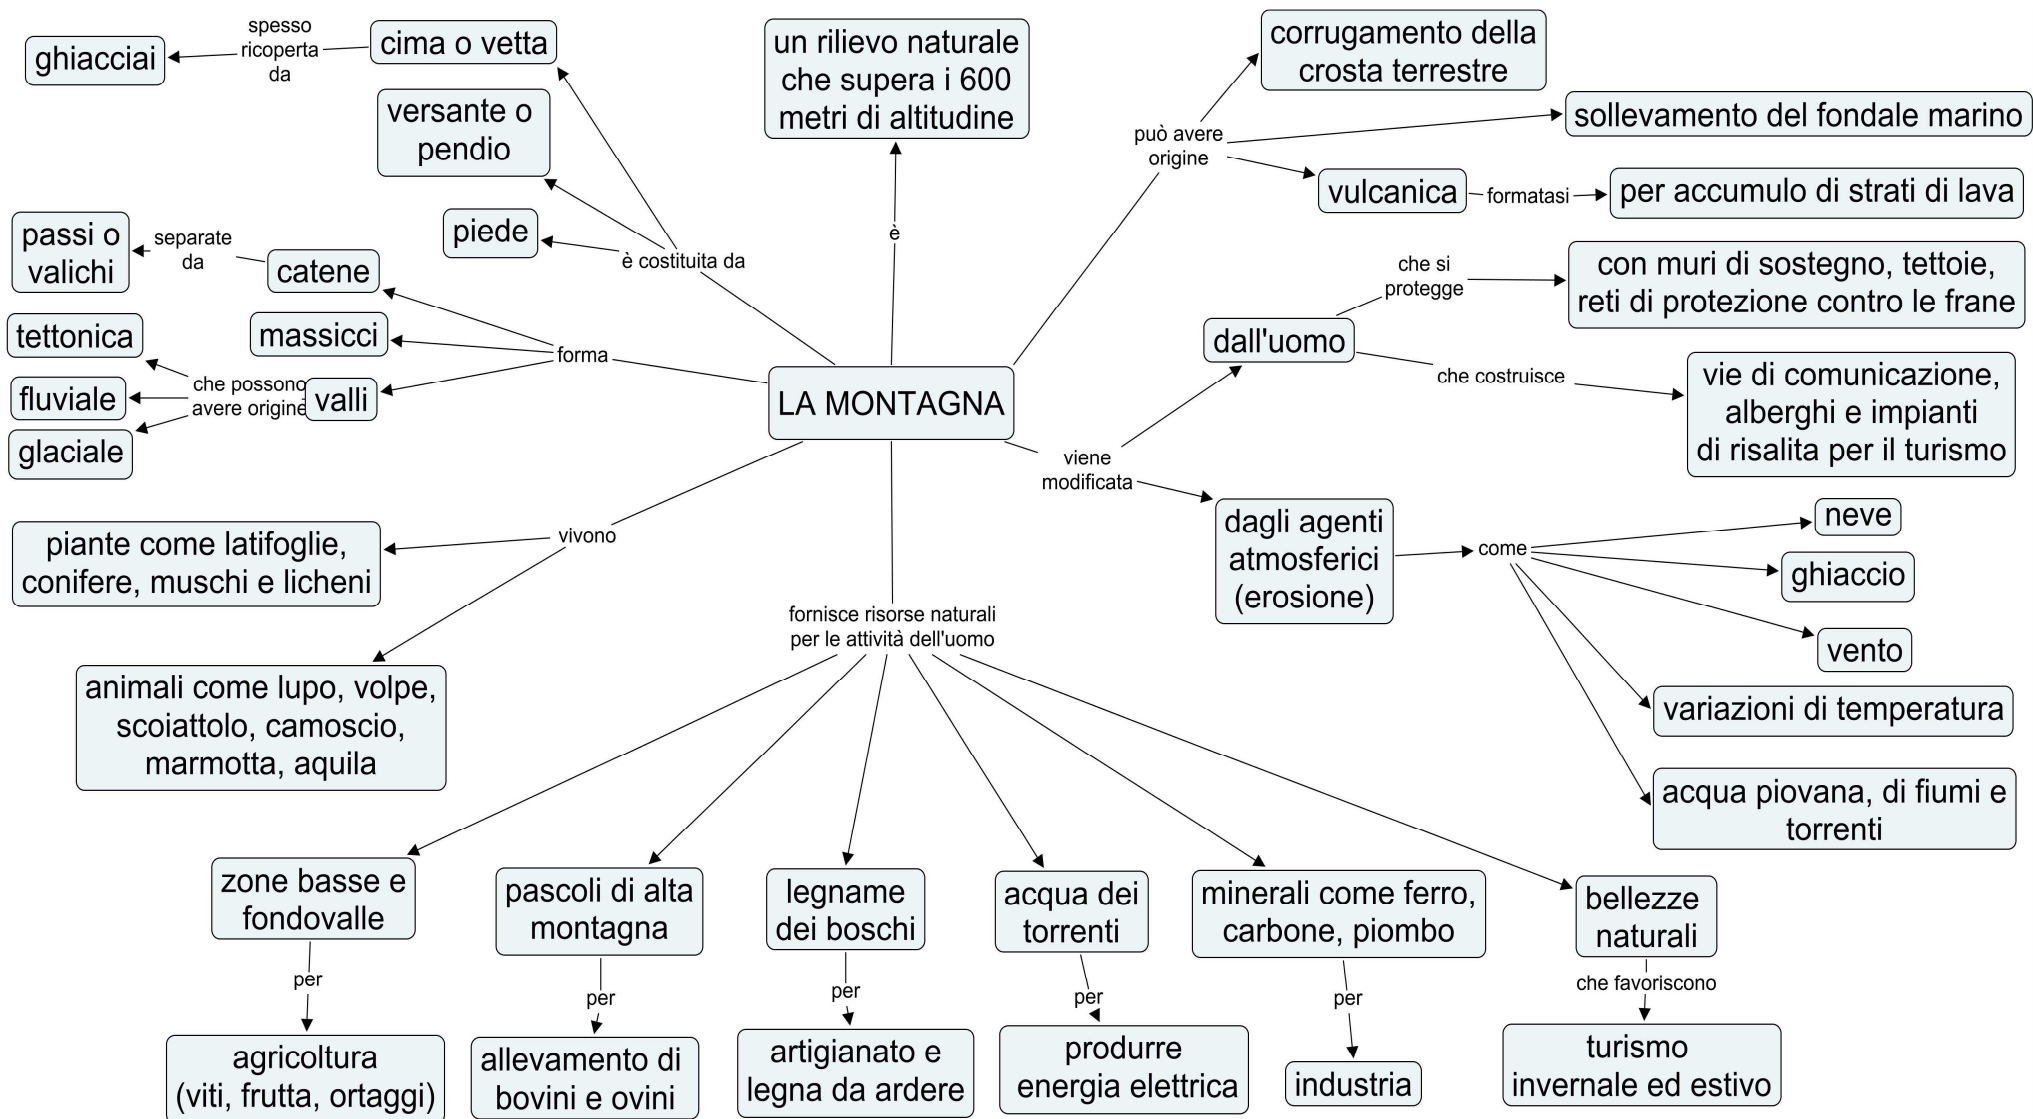 spesso
ricoperta
da
ghiacciai
cima o vetta
versante o
pendio
piede
è costituita da
un rilievo naturale
che supera i 600
metri di altitudine
è
corrugamento della
crosta terrestre
può avere
origine
sollevamento del fondale marino
vulcanica
formatasi
per accumulo di strati di lava
passi o
valichi
separate
da
catene
massicci
forma
valli
che possono
avere origine
tettonica
fluviale
glaciale
LA MONTAGNA
viene
modificata
dall'uomo
che si
protegge
con muri di sostegno, tettoie,
reti di protezione contro le frane
che costruisce
vie di comunicazione,
alberghi e impianti
di risalita per il turismo
dagli agenti
atmosferici
(erosione)
come
neve
ghiaccio
vento
variazioni di temperatura
acqua piovana, di fiumi e
torrenti
vivono
piante come latifoglie,
conifere, muschi e licheni
animali come lupo, volpe,
scoiattolo, camoscio,
marmotta, aquila
fornisce risorse naturali
per le attività dell'uomo
zone basse e
fondovalle
per
agricoltura
(viti, frutta, ortaggi)
pascoli di alta
montagna
per
allevamento di
bovini e ovini
legname
dei boschi
per
artigianato e
legna da ardere
acqua dei
torrenti
per
produrre
energia elettrica
minerali come ferro,
carbone, piombo
per
industria
bellezze
naturali
che favoriscono
turismo
invernale ed estivo